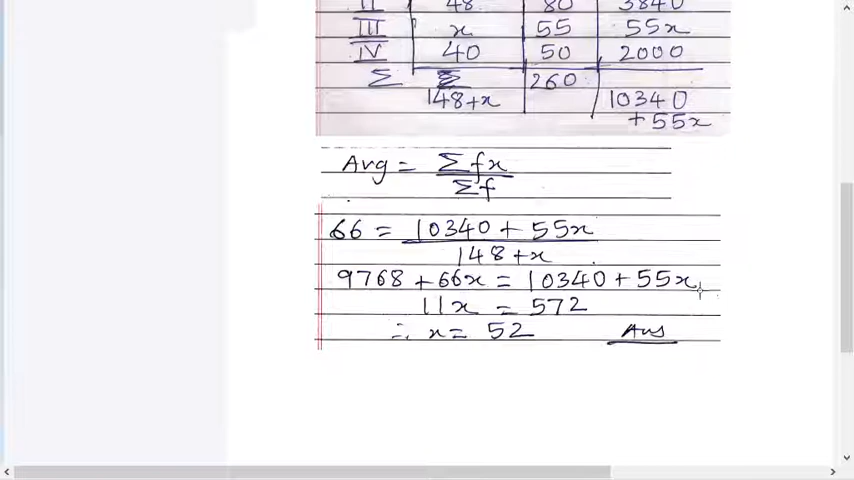 II 48 80 3840
III x 55 55x
IV 40 50 2000
Σ Σ 260
148+x 10340
+ 55x
Avg = Σfx
Σf
66 = 10340 + 55x
148 + x
9768 + 66x = 10340 + 55x
11x = 572
∴ x = 52 Ans